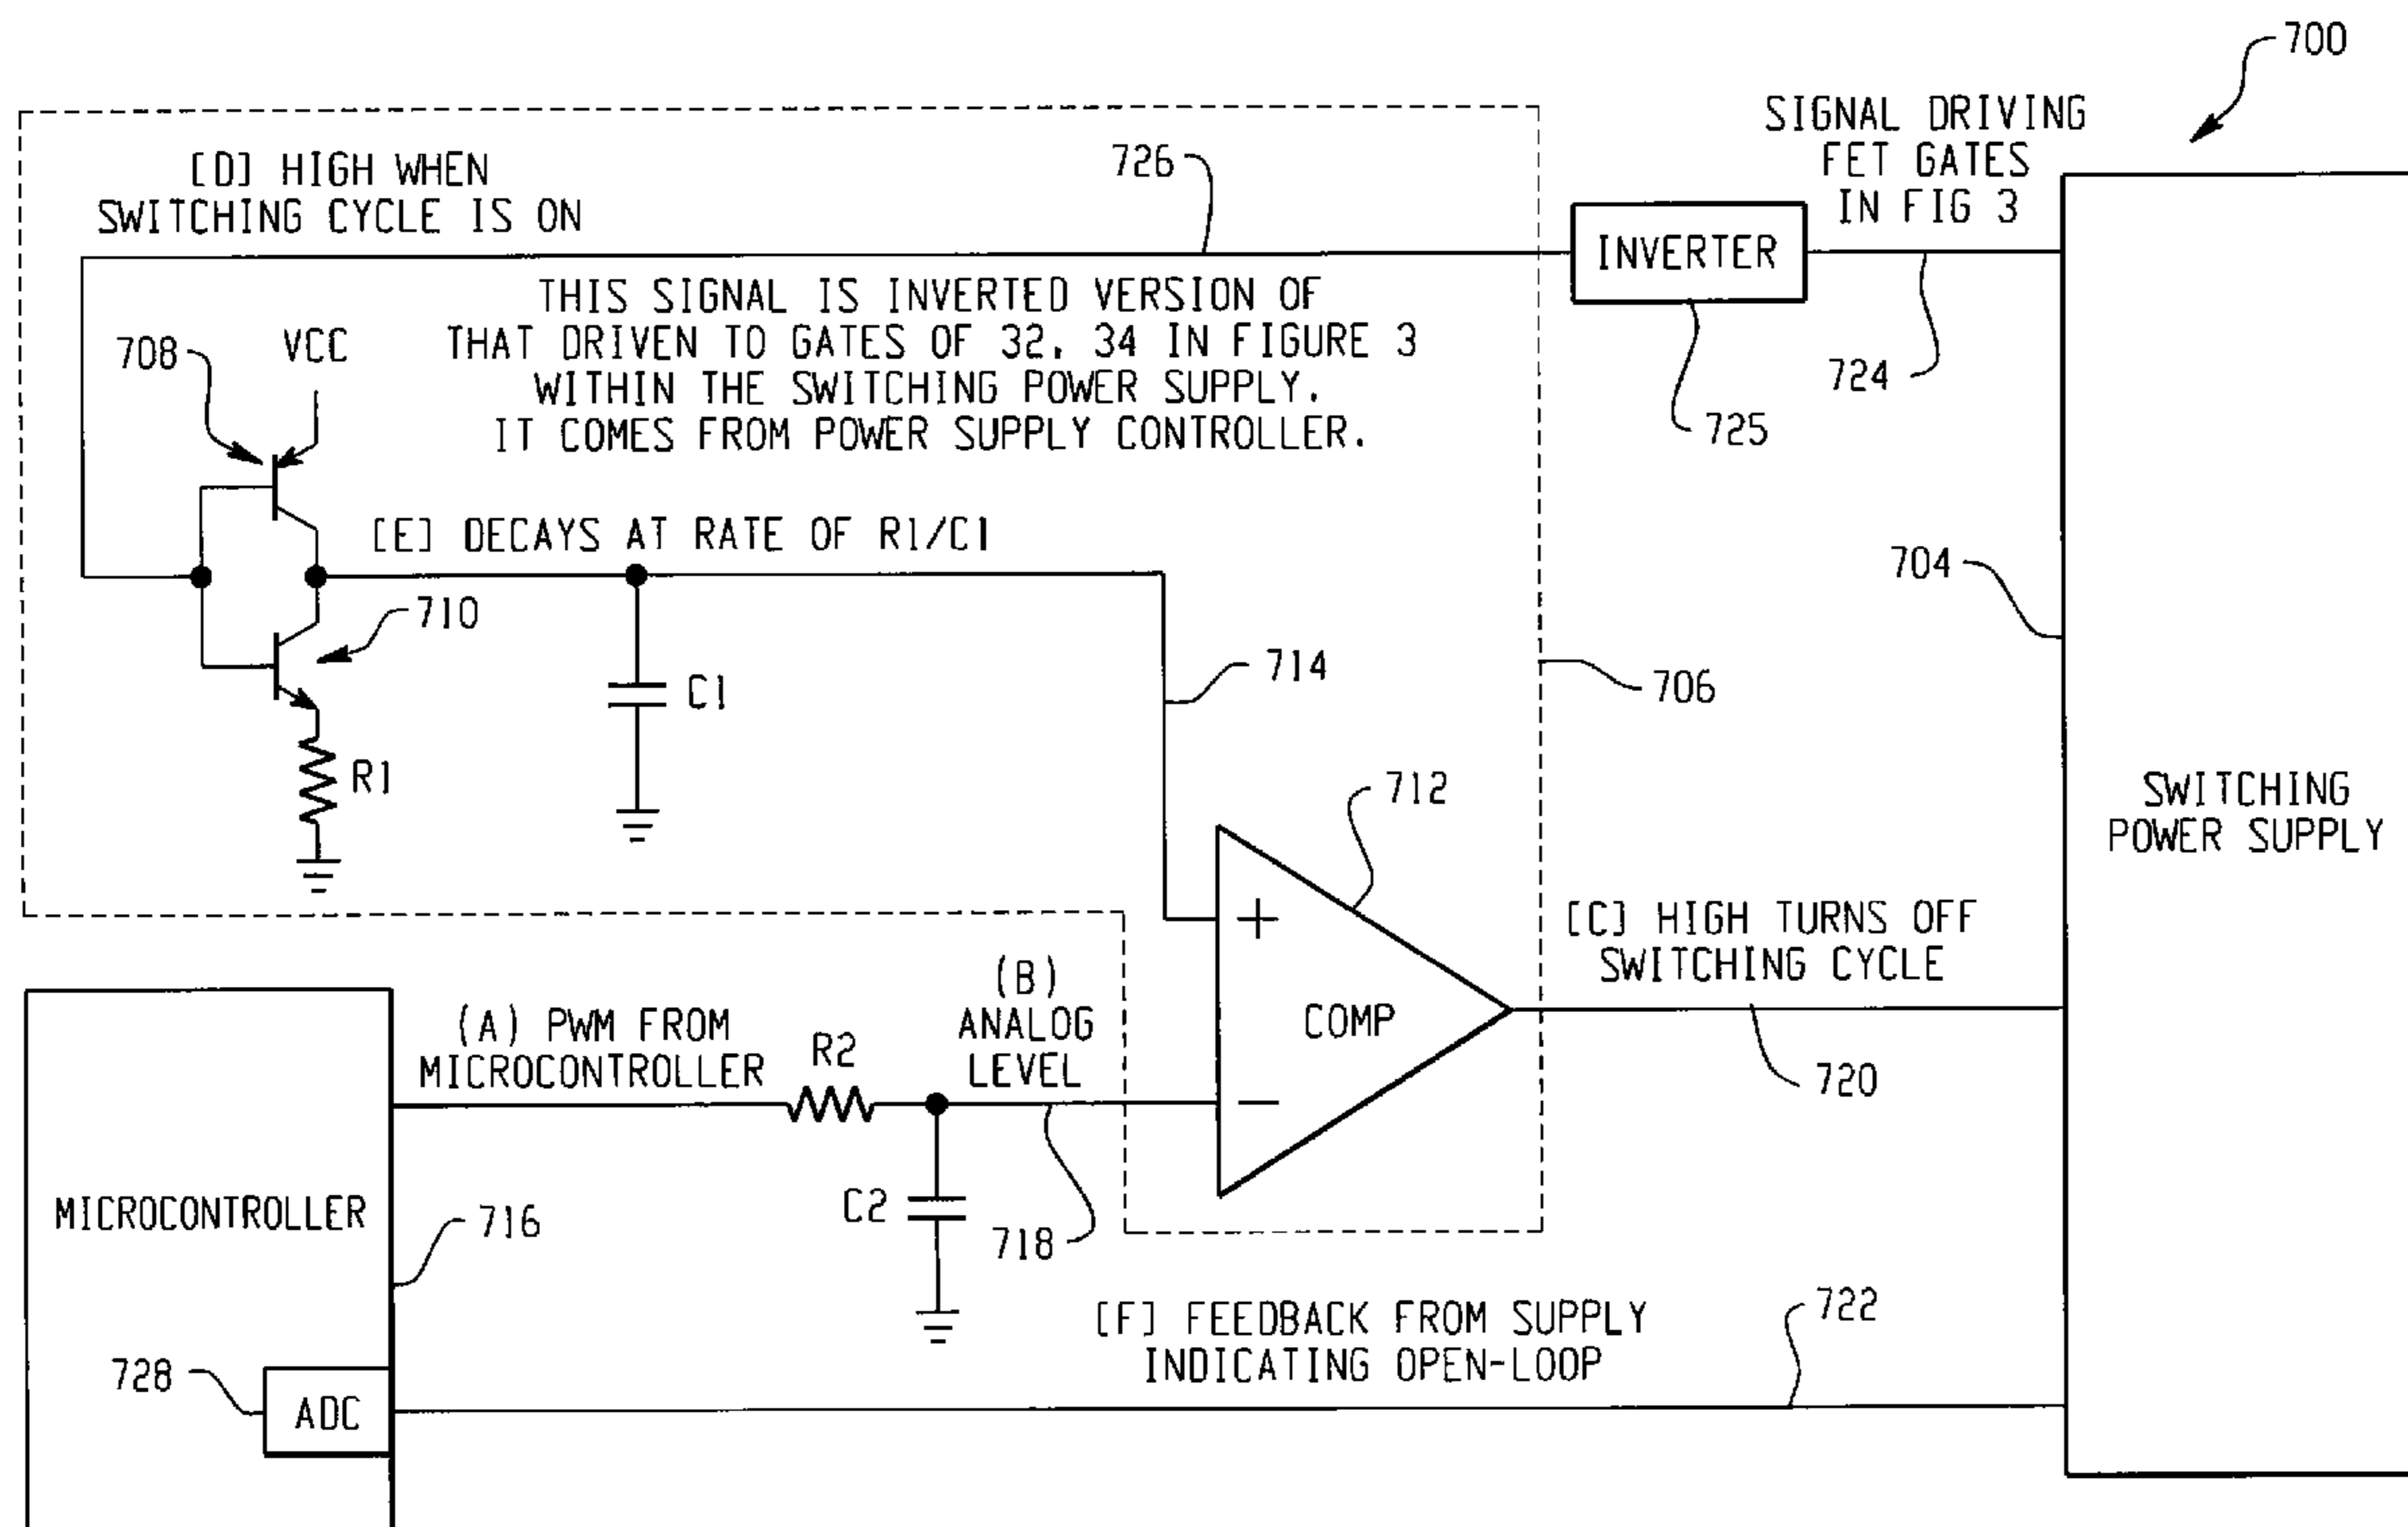 700
SIGNAL DRIVING
FET GATES
IN FIG 3
[D] HIGH WHEN
SWITCHING CYCLE IS ON
726
INVERTER
THIS SIGNAL IS INVERTED VERSION OF
THAT DRIVEN TO GATES OF 32, 34 IN FIGURE 3
WITHIN THE SWITCHING POWER SUPPLY.
IT COMES FROM POWER SUPPLY CONTROLLER.
708
VCC
724
725
[E] DECAYS AT RATE OF R1/C1
704
710
714
706
C1
R1
712
SWITCHING
POWER SUPPLY
+
[C] HIGH TURNS OFF
SWITCHING CYCLE
COMP
(A) PWM FROM
MICROCONTROLLER
R2
(B)
ANALOG
LEVEL
−
720
MICROCONTROLLER
716
C2
718
[F] FEEDBACK FROM SUPPLY
INDICATING OPEN-LOOP
722
728
ADC